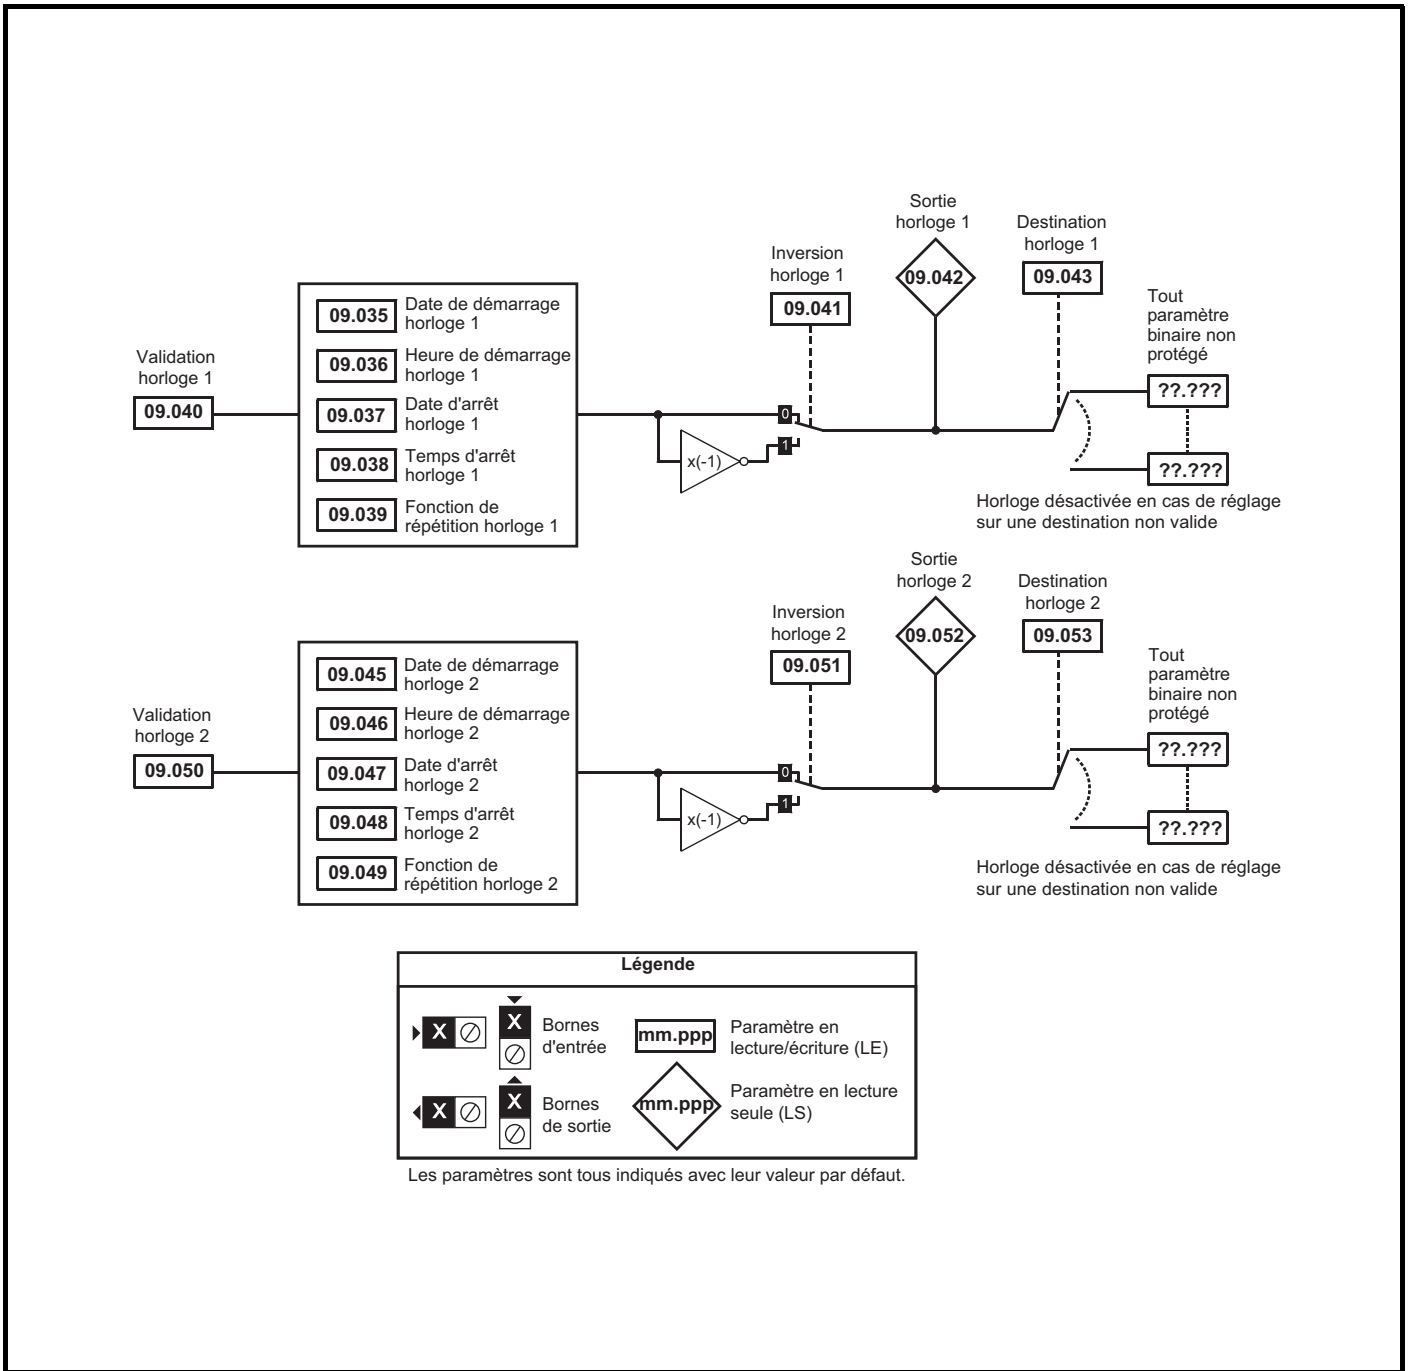 Sortie
horloge 1
Destination
horloge 1
Inversion
horloge 1
09.042
09.043
09.041
Tout
paramètre
binaire non
protégé
09.035
Date de démarrage
horloge 1
09.036
Heure de démarrage
horloge 1
09.037
Date d'arrêt
horloge 1
09.038
Temps d'arrêt
horloge 1
09.039
Fonction de
répétition horloge 1
Validation
horloge 1
09.040
0
1
x(-1)
??.???
??.???
Horloge désactivée en cas de réglage
sur une destination non valide
Sortie
horloge 2
Destination
horloge 2
Inversion
horloge 2
09.052
09.053
09.051
Tout
paramètre
binaire non
protégé
09.045
Date de démarrage
horloge 2
09.046
Heure de démarrage
horloge 2
09.047
Date d'arrêt
horloge 2
09.048
Temps d'arrêt
horloge 2
09.049
Fonction de
répétition horloge 2
Validation
horloge 2
09.050
0
1
x(-1)
??.???
??.???
Horloge désactivée en cas de réglage
sur une destination non valide
Légende
X
X
Bornes
d'entrée
mm.ppp
Paramètre en
lecture/écriture (LE)
X
X
Bornes
de sortie
mm.ppp
Paramètre en lecture
seule (LS)
Les paramètres sont tous indiqués avec leur valeur par défaut.